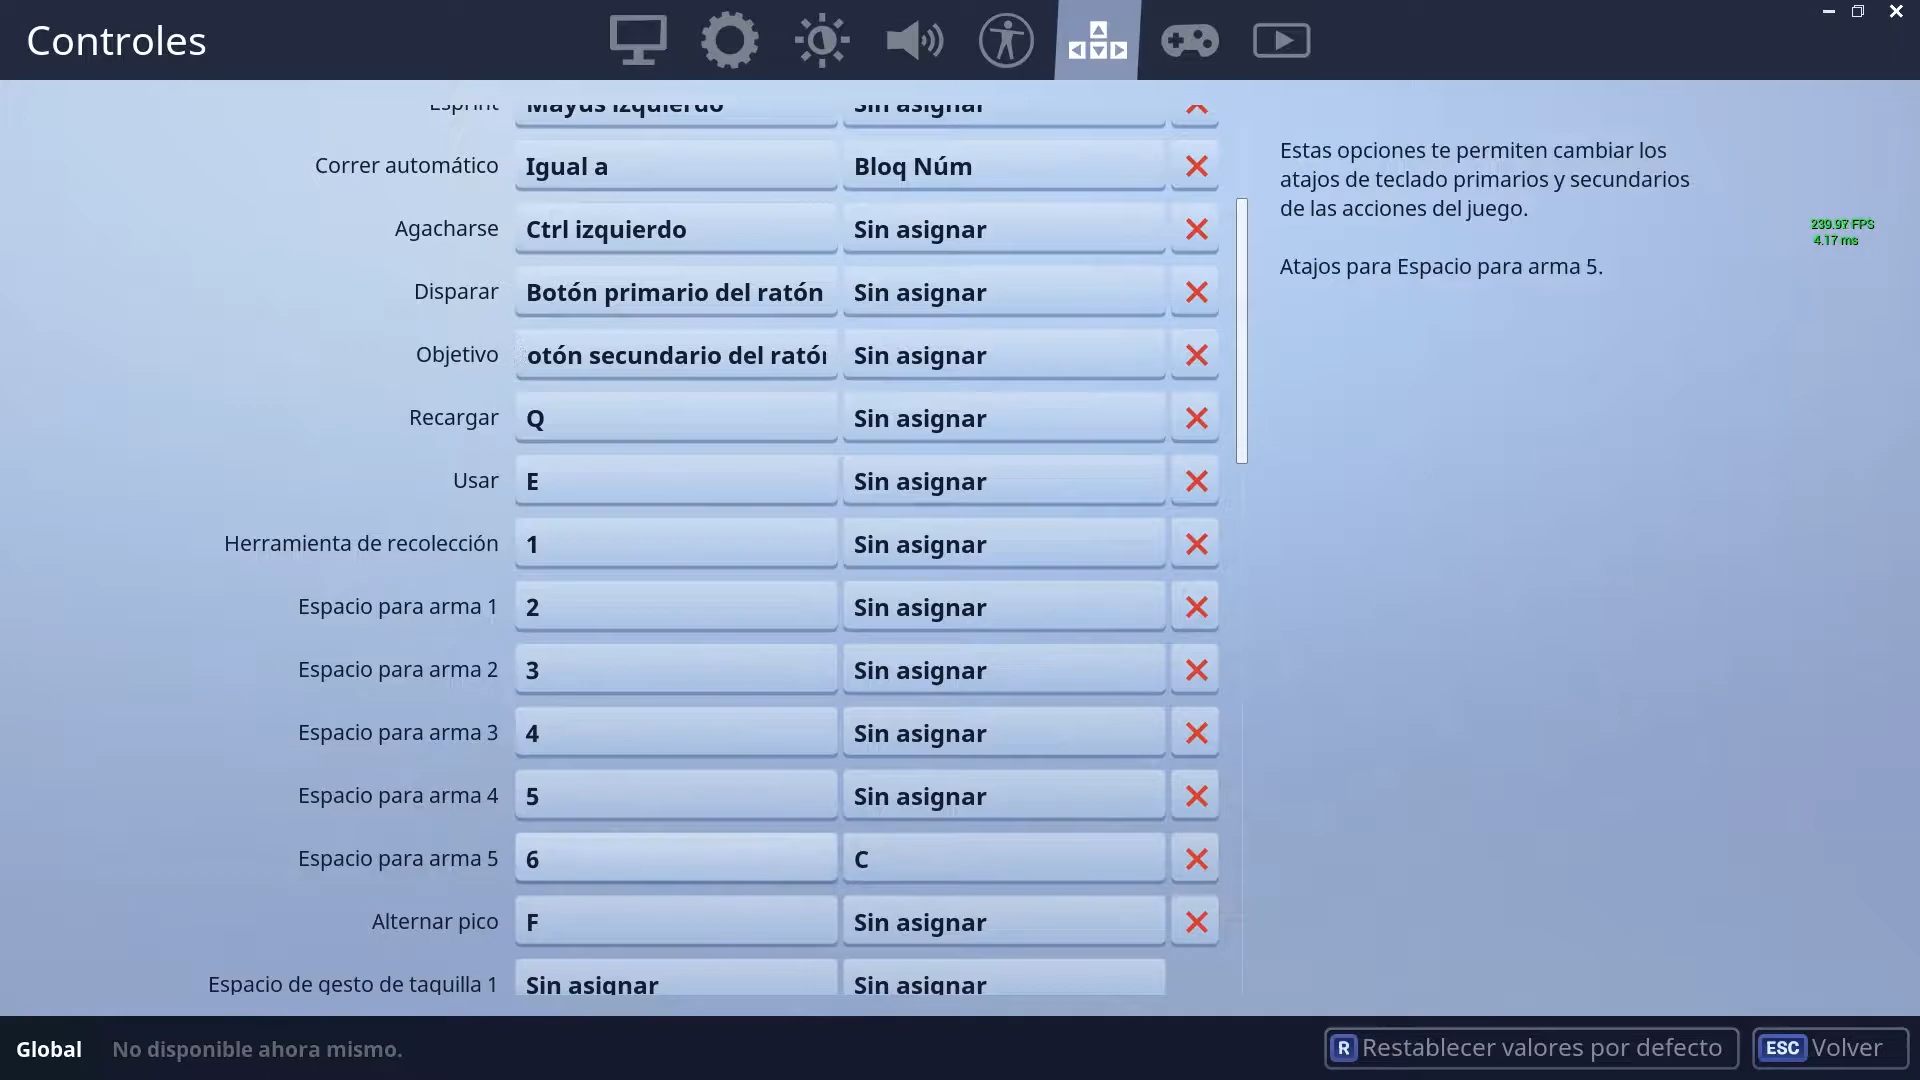 Controles
Esprint Mayús izquierdo Sin asignar
Correr automático Igual a Bloq Núm
Agacharse Ctrl izquierdo Sin asignar
Disparar Botón primario del ratón Sin asignar
Objetivo otón secundario del ratón Sin asignar
Recargar Q Sin asignar
Usar E Sin asignar
Herramienta de recolección 1 Sin asignar
Espacio para arma 1 2 Sin asignar
Espacio para arma 2 3 Sin asignar
Espacio para arma 3 4 Sin asignar
Espacio para arma 4 5 Sin asignar
Espacio para arma 5 6 C
Alternar pico F Sin asignar
Espacio de gesto de taquilla 1 Sin asignar Sin asignar
Estas opciones te permiten cambiar los
atajos de teclado primarios y secundarios
de las acciones del juego.
Atajos para Espacio para arma 5.
239.97 FPS
4.17 ms
Global No disponible ahora mismo.
R Restablecer valores por defecto ESC Volver